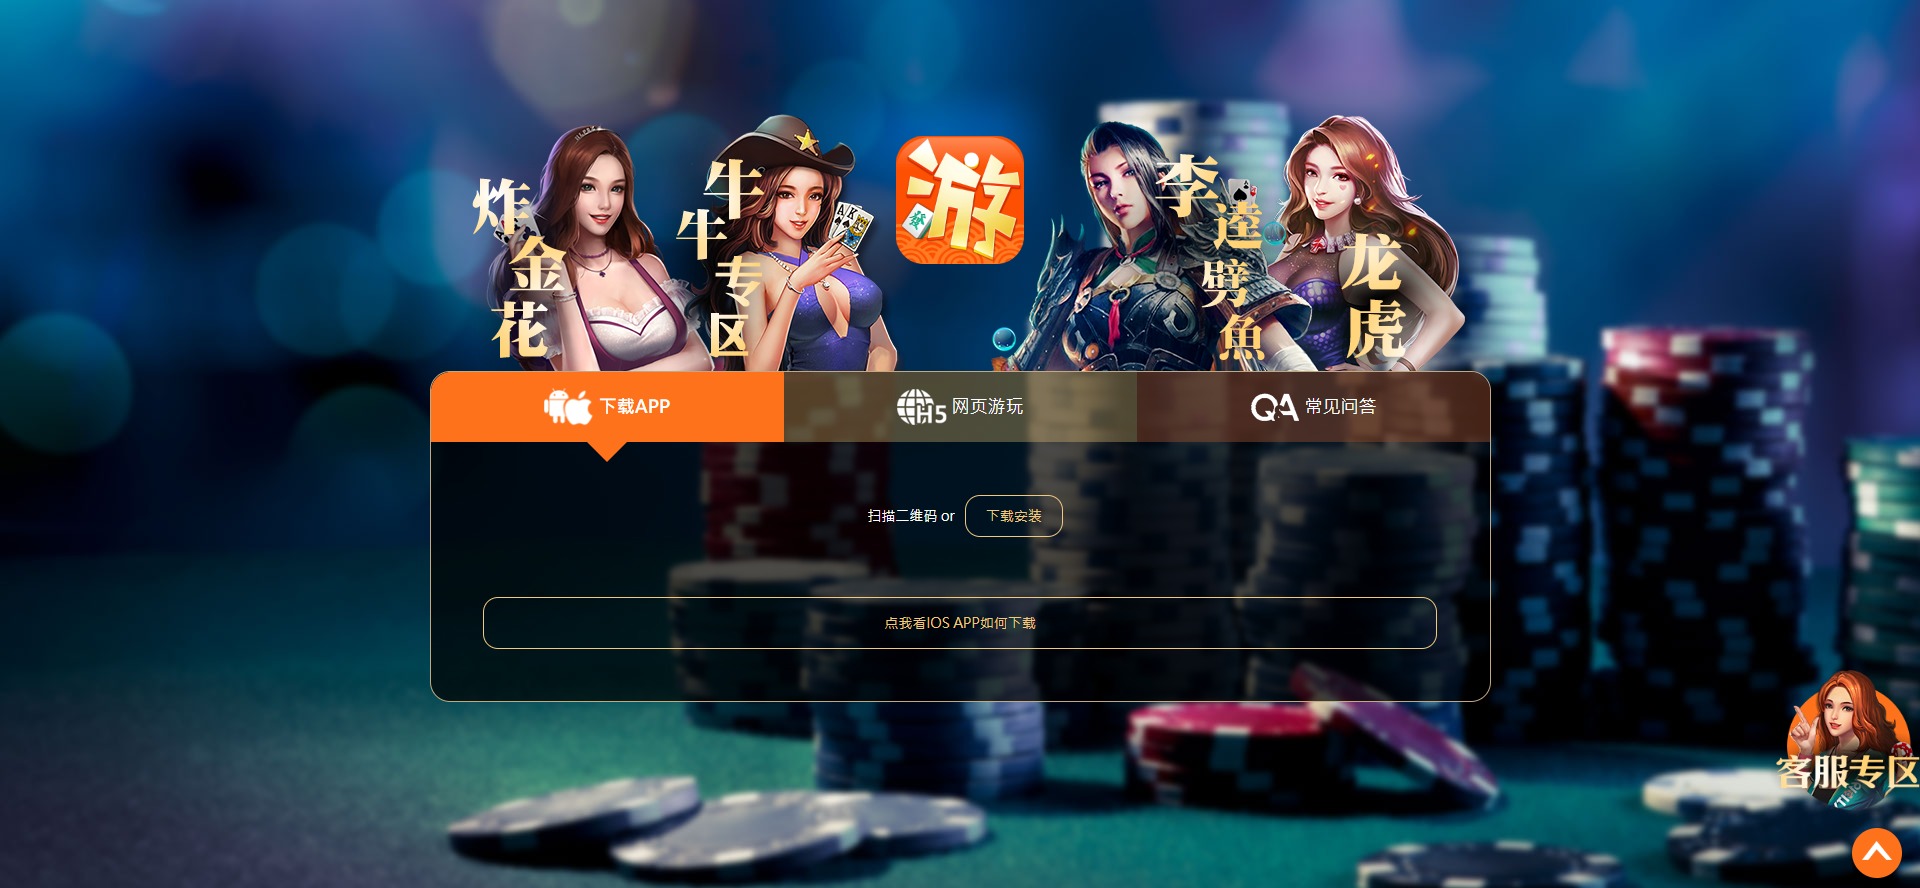 炸金花
牛牛专区
游
發
李逵劈魚
龙虎
下载APP
H5 网页游玩
QA 常见问答
扫描二维码 or 下载安装
点我看IOS APP如何下载
客服专区